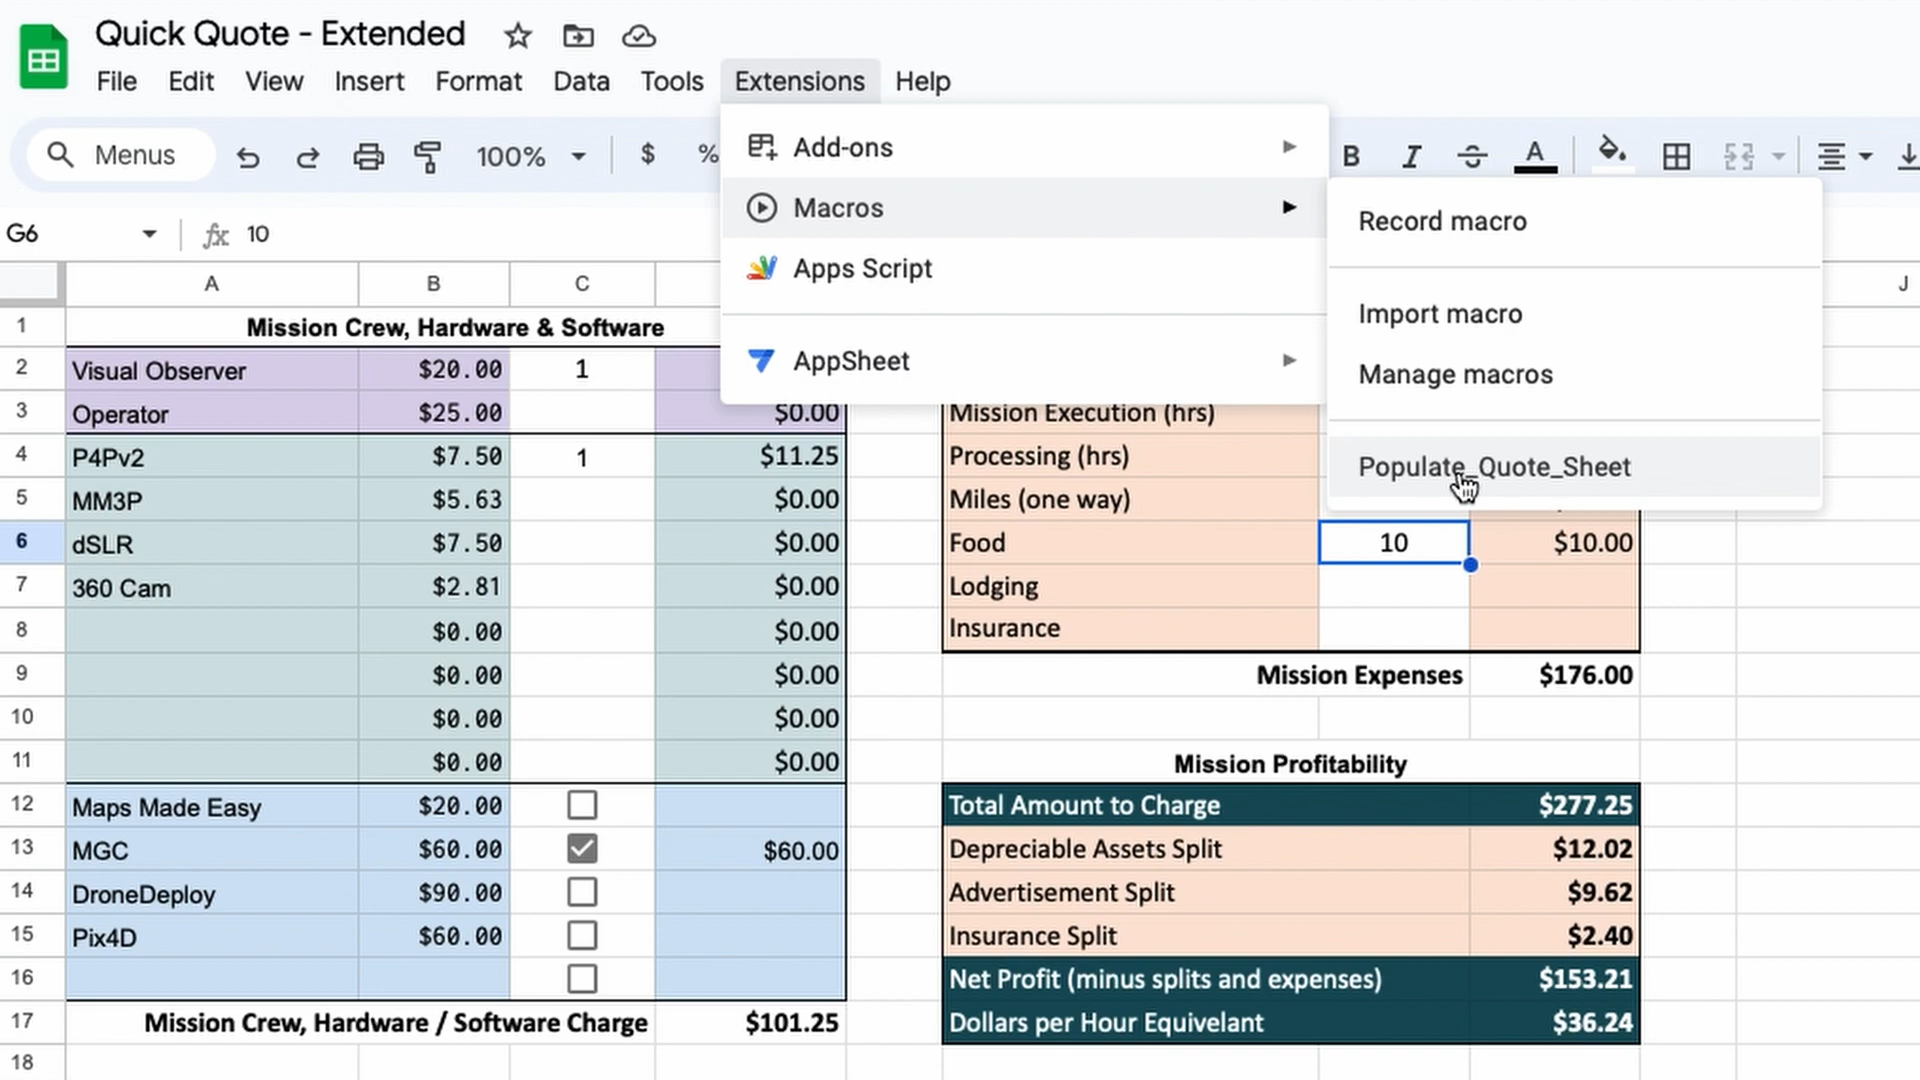 Quick Quote - Extended
File Edit View Insert Format Data Tools Extensions Help
Menus 100% $ % B I S A
Add-ons
Macros
Apps Script
AppSheet
Record macro
Import macro
Manage macros
Populate_Quote_Sheet
G6 fx 10
A B C J
1 Mission Crew, Hardware & Software
2 Visual Observer $20.00 1
3 Operator $25.00 $0.00 Mission Execution (hrs)
4 P4Pv2 $7.50 1 $11.25 Processing (hrs)
5 MM3P $5.63 $0.00 Miles (one way)
6 dSLR $7.50 $0.00 Food 10 $10.00
7 360 Cam $2.81 $0.00 Lodging
8 $0.00 $0.00 Insurance
9 $0.00 $0.00 Mission Expenses $176.00
10 $0.00 $0.00
11 $0.00 $0.00 Mission Profitability
12 Maps Made Easy $20.00 Total Amount to Charge $277.25
13 MGC $60.00 $60.00 Depreciable Assets Split $12.02
14 DroneDeploy $90.00 Advertisement Split $9.62
15 Pix4D $60.00 Insurance Split $2.40
16 Net Profit (minus splits and expenses) $153.21
17 Mission Crew, Hardware / Software Charge $101.25 Dollars per Hour Equivelant $36.24
18